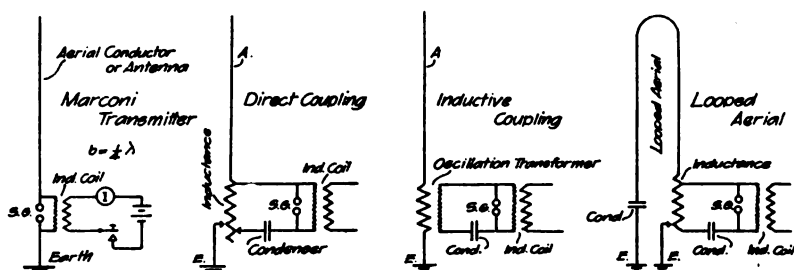 Aerial Conductor
or Antenna
Marconi
Transmitter
b = ¼ λ
Ind. Coil
I
S.G.
Earth
A.
Direct Coupling
Inductance
Ind. Coil
S.G.
E.
Condenser
A
Inductive
Coupling
Oscillation Transformer
S.G.
E.
Cond.
Ind. Coil
Looped Aerial
Looped
Aerial
Inductance
Cond.
S.G.
E.
E.
Cond.
Ind. Coil